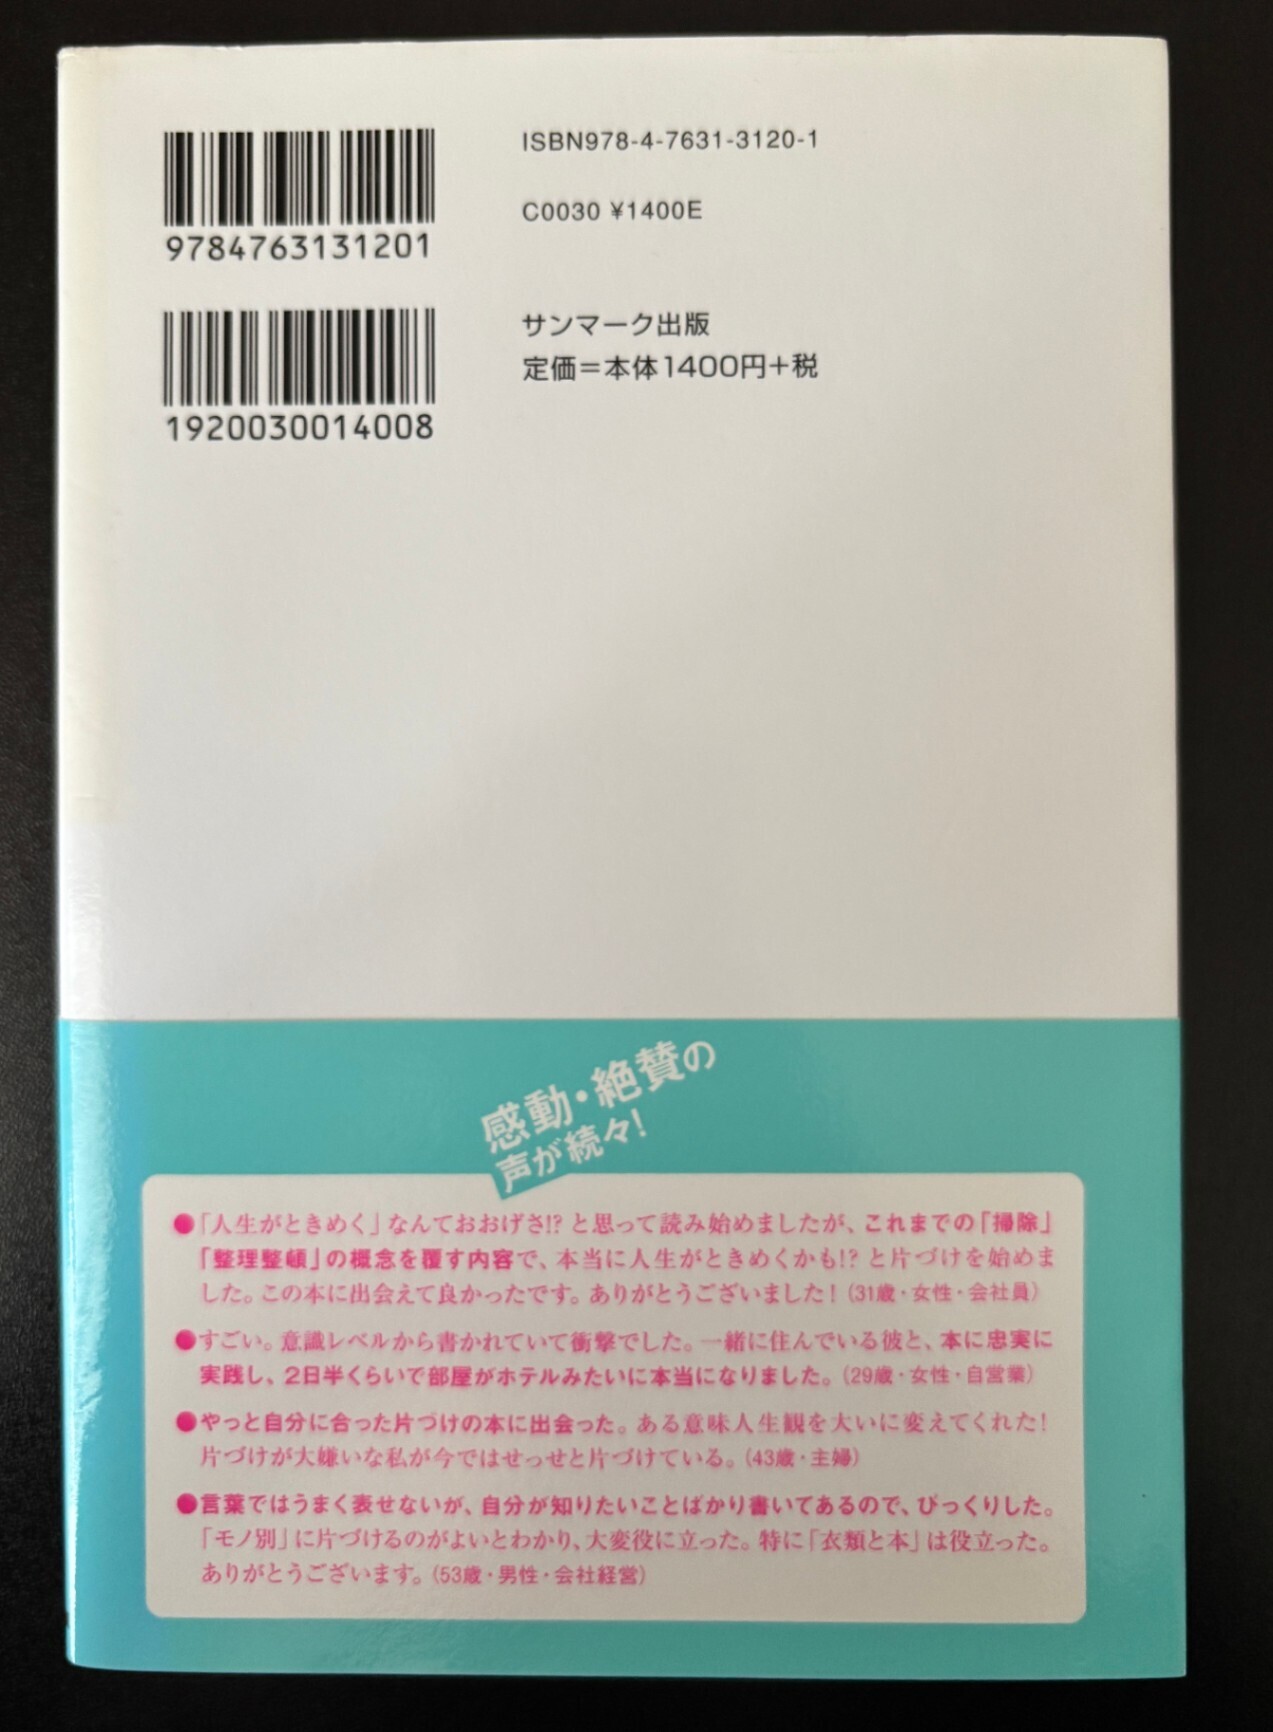 ISBN978-4-7631-3120-1
C0030 ¥1400E
9784763131201
サンマーク出版
定価＝本体1400円＋税
1920030014008
感動・絶賛の
声が続々！
●「人生がときめく」なんておおげさ!? と思って読み始めましたが、これまでの「掃除」
「整理整頓」の概念を覆す内容で、本当に人生がときめくかも!? と片づけを始めま
した。この本に出会えて良かったです。ありがとうございました！（31歳・女性・会社員）
●すごい。意識レベルから書かれていて衝撃でした。一緒に住んでいる彼と、本に忠実に
実践し、2日半くらいで部屋がホテルみたいに本当になりました。（29歳・女性・自営業）
●やっと自分に合った片づけの本に出会った。ある意味人生観を大いに変えてくれた！
片づけが大嫌いな私が今ではせっせと片づけている。（43歳・主婦）
●言葉ではうまく表せないが、自分が知りたいことばかり書いてあるので、びっくりした。
「モノ別」に片づけるのがよいとわかり、大変役に立った。特に「衣類と本」は役立った。
ありがとうございます。（53歳・男性・会社経営）